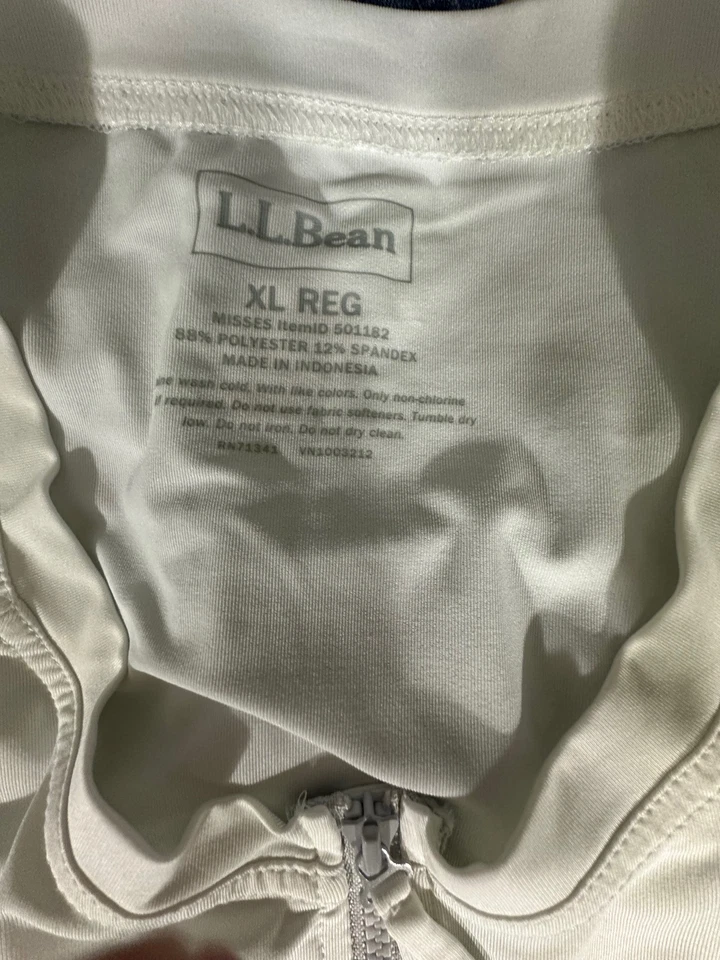 L.L.Bean
XL REG
MISSES ItemID 501182
88% POLYESTER 12% SPANDEX
MADE IN INDONESIA
wash cold. With like colors. Only non-chlorine
required. Do not use fabric softeners. Tumble dry
low. Do not iron. Do not dry clean.
RN71341 VN1003212